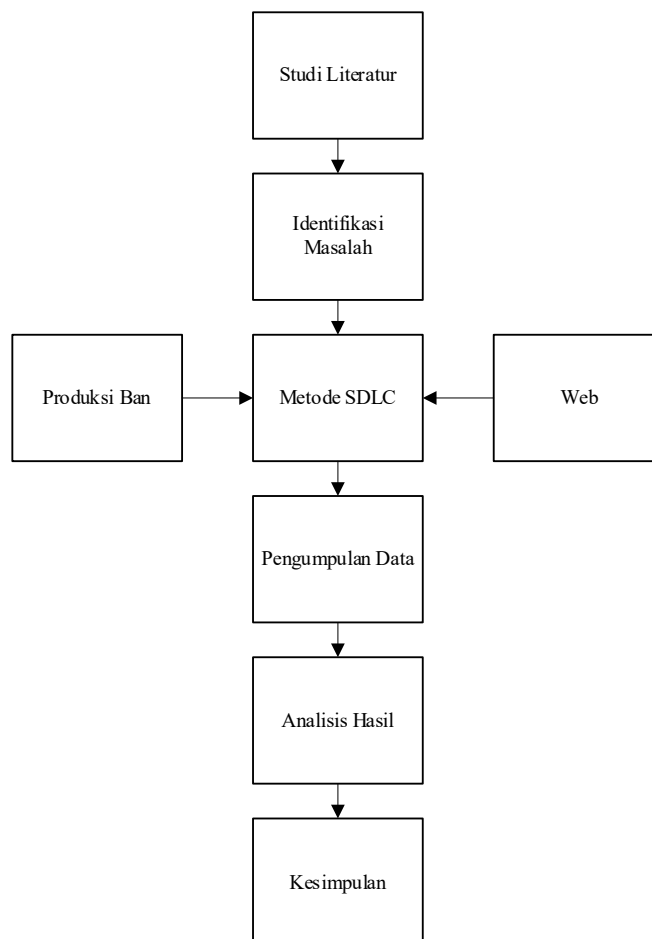 Studi Literatur
Identifikasi
Masalah
Produksi Ban
Metode SDLC
Web
Pengumpulan Data
Analisis Hasil
Kesimpulan